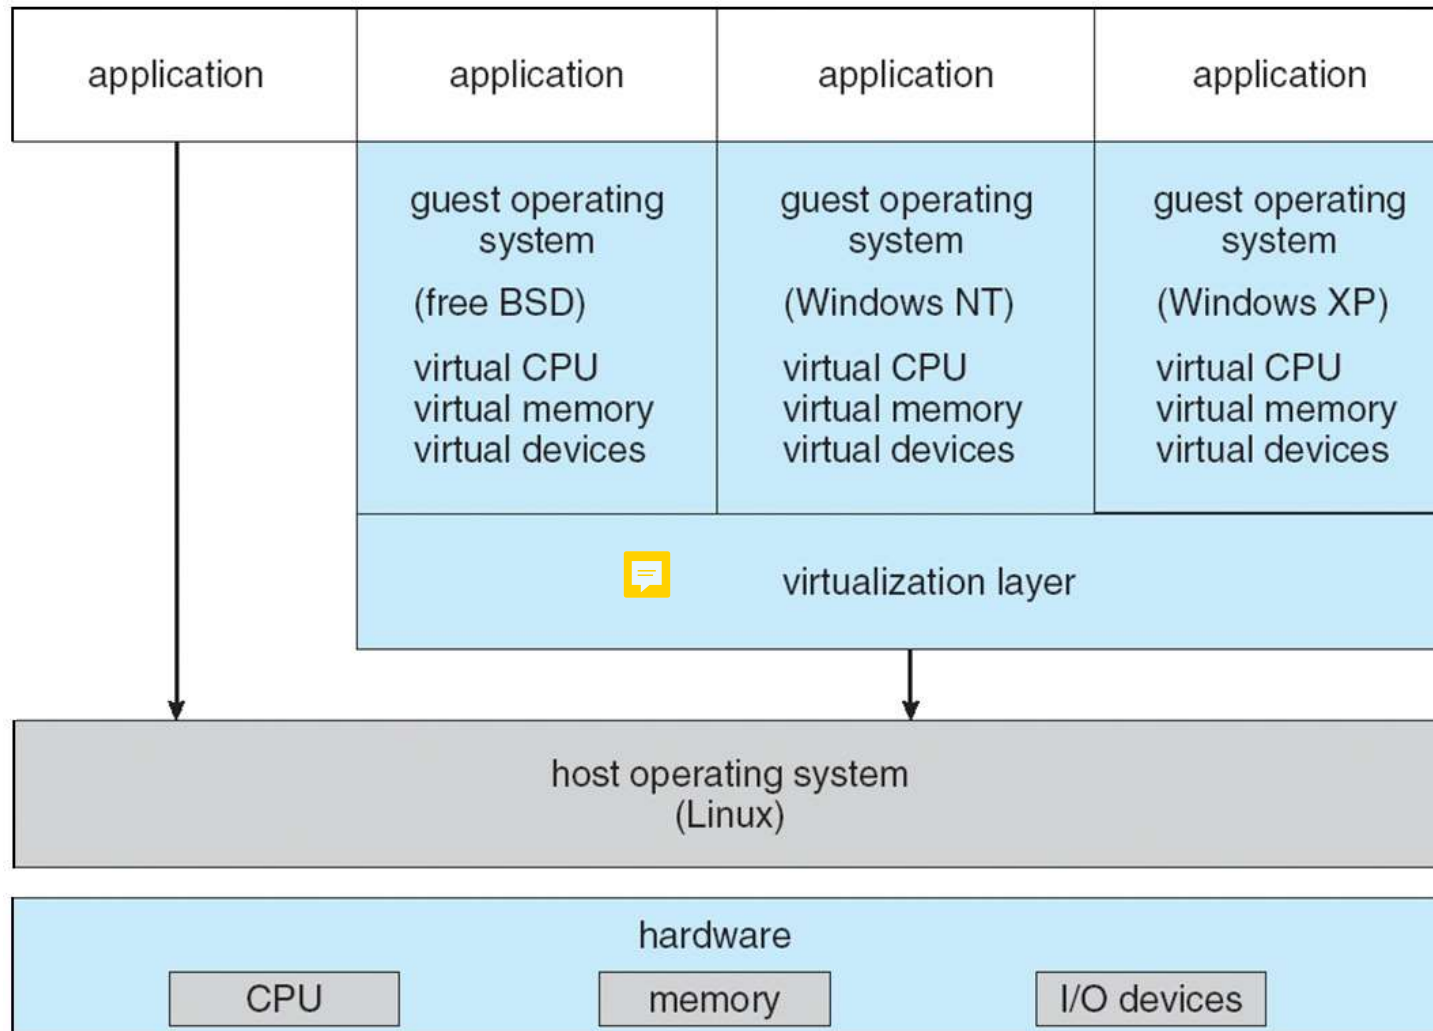 application
application
application
application
guest operating
system
(free BSD)
virtual CPU
virtual memory
virtual devices
guest operating
system
(Windows NT)
virtual CPU
virtual memory
virtual devices
guest operating
system
(Windows XP)
virtual CPU
virtual memory
virtual devices
virtualization layer
host operating system
(Linux)
hardware
CPU
memory
I/O devices